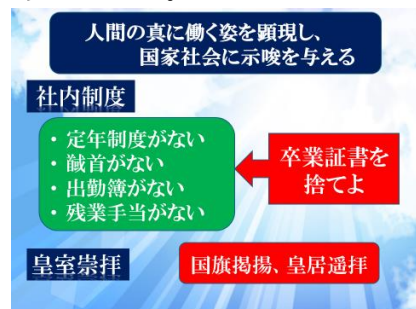 人間の真に働く姿を顕現し、
国家社会に示唆を与える
社内制度
・定年制度がない
・馘首がない
・出勤簿がない
・残業手当がない
卒業証書を
捨てよ
皇室崇拝
国旗掲揚、皇居遥拝